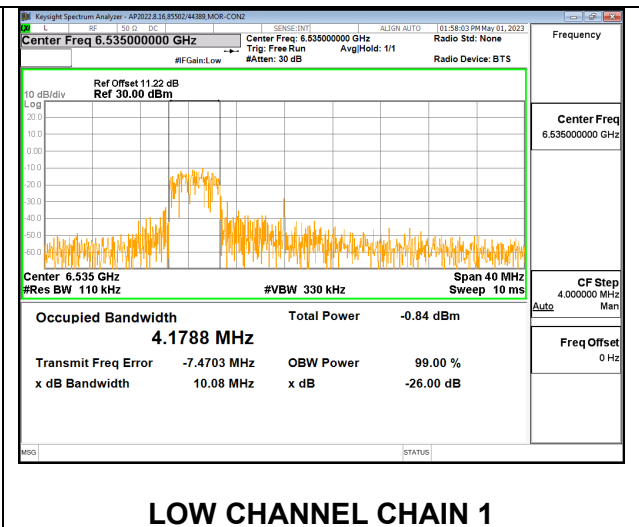 Keysight Spectrum Analyzer - AP2022.8.16,85502/44389,MOR-CON2
L RF 50 Ω DC SENSE:INT ALIGN AUTO 01:58:03 PM May 01, 2023
Center Freq 6.535000000 GHz
Center Freq: 6.535000000 GHz Radio Std: None
Trig: Free Run Avg|Hold: 1/1
#IFGain:Low #Atten: 30 dB Radio Device: BTS
Frequency
Ref Offset 11.22 dB
10 dB/div Ref 30.00 dBm
Log
20.0
10.0
0.00
-10.0
-20.0
-30.0
-40.0
-50.0
-60.0
Center 6.535 GHz Span 40 MHz
#Res BW 110 kHz #VBW 330 kHz Sweep 10 ms
Center Freq
6.535000000 GHz
CF Step
4.000000 MHz
Auto Man
Freq Offset
0 Hz
Occupied Bandwidth Total Power -0.84 dBm
4.1788 MHz
Transmit Freq Error -7.4703 MHz OBW Power 99.00 %
x dB Bandwidth 10.08 MHz x dB -26.00 dB
MSG STATUS
LOW CHANNEL CHAIN 1